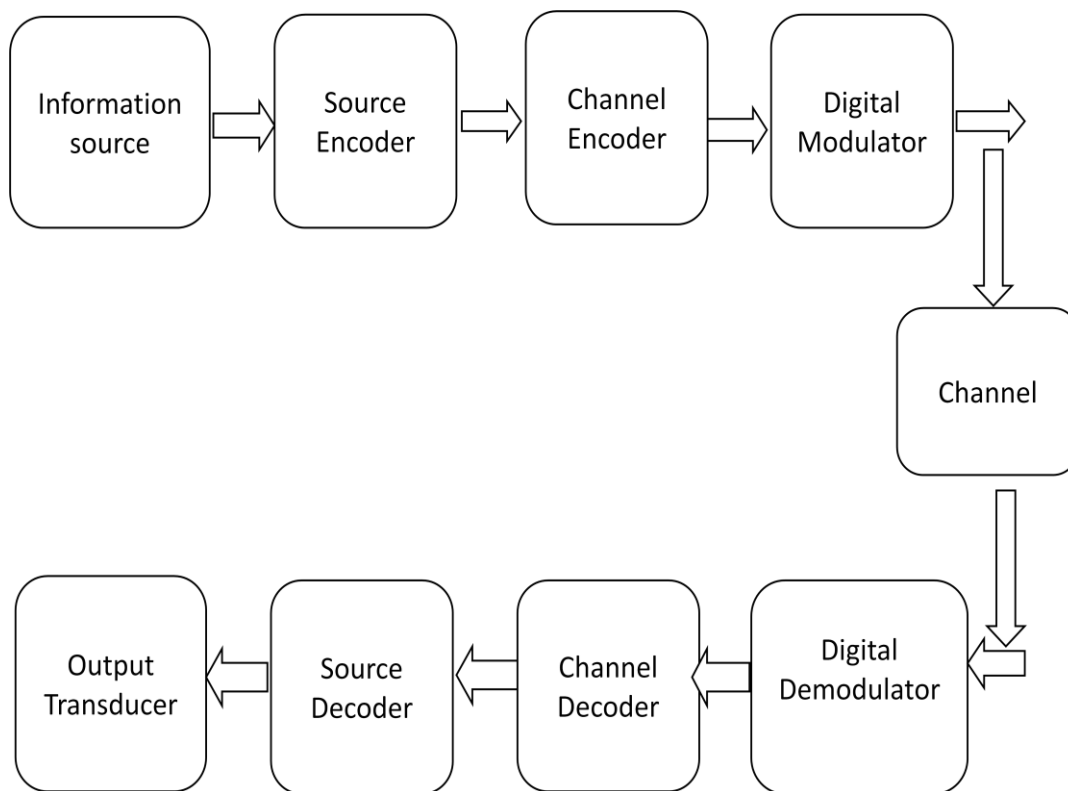 Information
source
Source
Encoder
Channel
Encoder
Digital
Modulator
Channel
Output
Transducer
Source
Decoder
Channel
Decoder
Digital
Demodulator